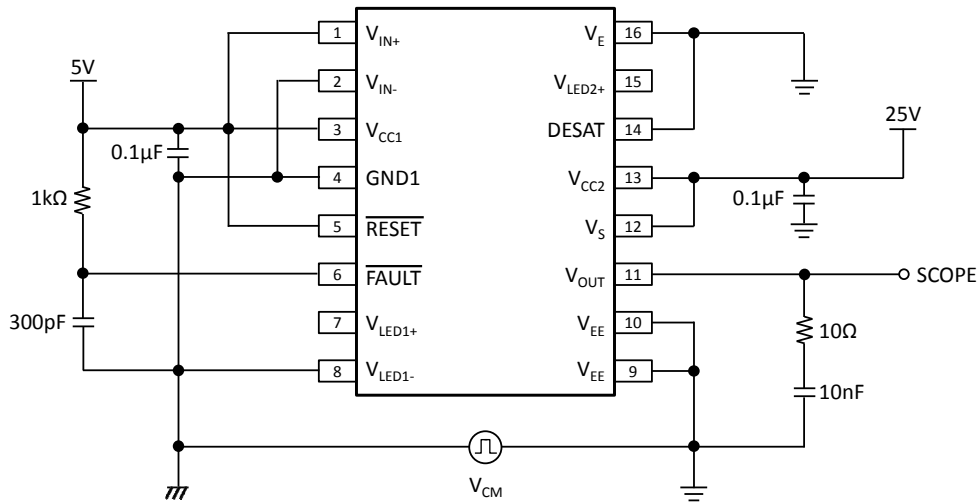 1 V_IN+ V_E 16
5V
2 V_IN- V_LED2+ 15
25V
3 V_CC1 DESAT 14
0.1µF
4 GND1 V_CC2 13
1kΩ
0.1µF
5 RESET V_S 12
6 FAULT V_OUT 11 SCOPE
300pF
7 V_LED1+ V_EE 10
10Ω
8 V_LED1- V_EE 9
10nF
V_CM